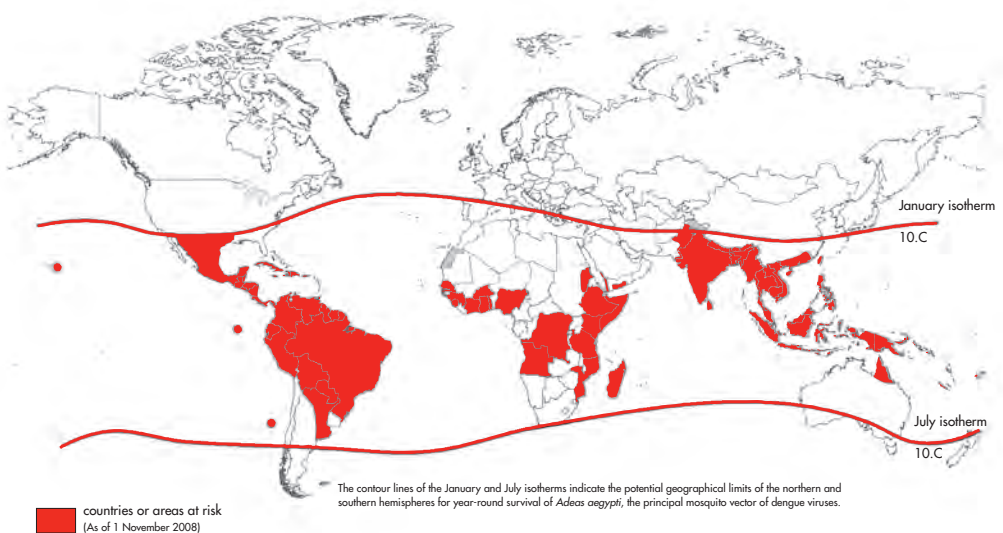 January isotherm
10.C
July isotherm
10.C
The contour lines of the January and July isotherms indicate the potential geographical limits of the northern and
southern hemispheres for year-round survival of Adeas aegypti, the principal mosquito vector of dengue viruses.
countries or aegas at risk
(As of 1 November 2008)